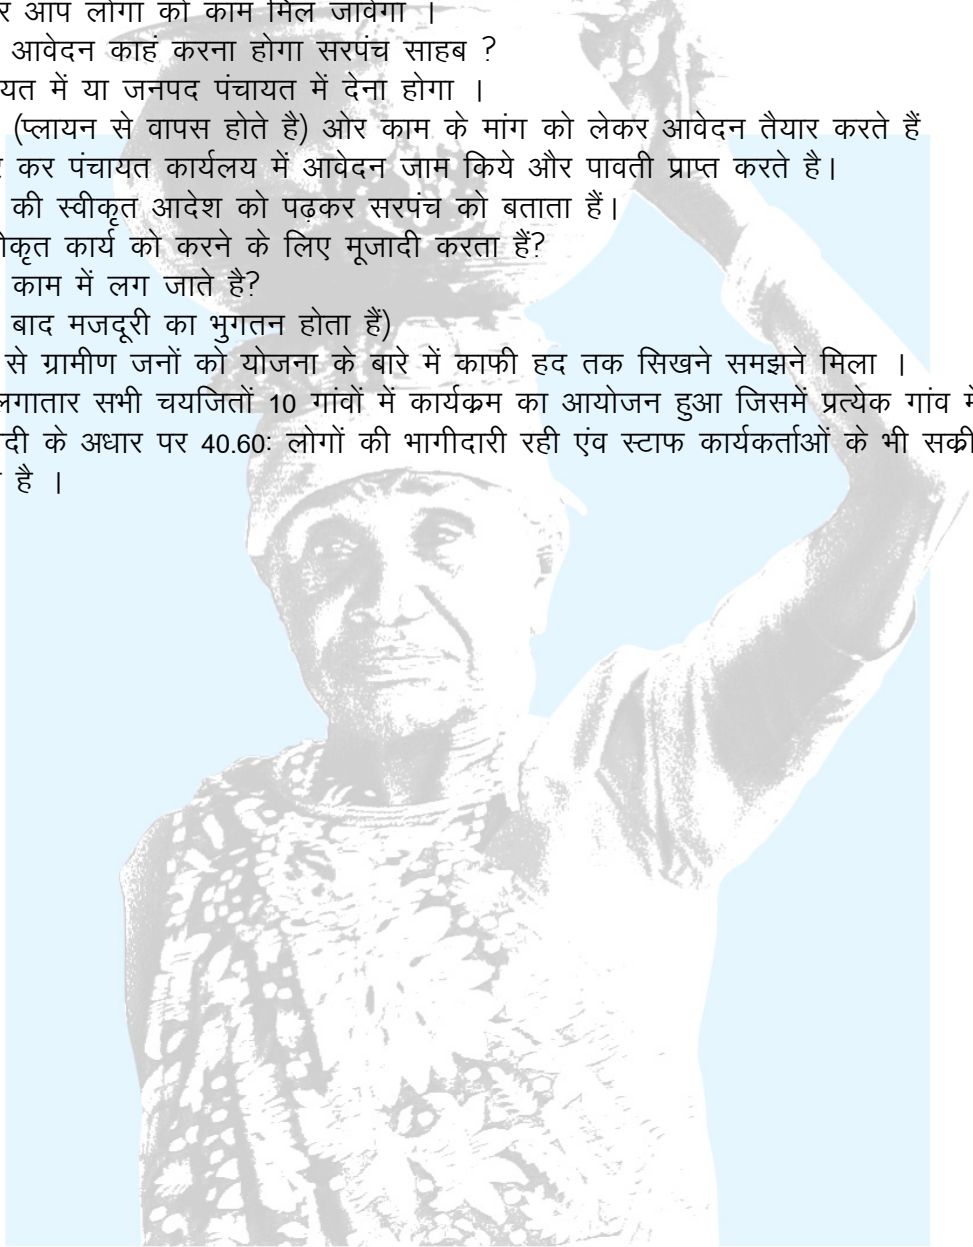 र आप लोगो को काम मिल जावेगा ।
आवेदन काहं करना होगा सरपंच साहब ?
यत में या जनपद पंचायत में देना होगा ।
(प्लायन से वापस होते है) ओर काम के मांग को लेकर आवेदन तैयार करते हैं
कर पंचायत कार्यलय में आवेदन जाम किये और पावती प्राप्त करते है।
की स्वीकृत आदेश को पढ़कर सरपंच को बताता हैं।
ीकृत कार्य को करने के लिए मूजादी करता हैं?
काम में लग जाते है?
बाद मजदूरी का भुगतन होता हैं)
से ग्रामीण जनों को योजना के बारे में काफी हद तक सिखने समझने मिला ।
लगातार सभी चयजितों 10 गांवों में कार्यक्रम का आयोजन हुआ जिसमें प्रत्येक गांव मे
दी के अधार पर 40.60: लोगों की भागीदारी रही एंव स्टाफ कार्यकर्ताओं के भी सक्री
है ।